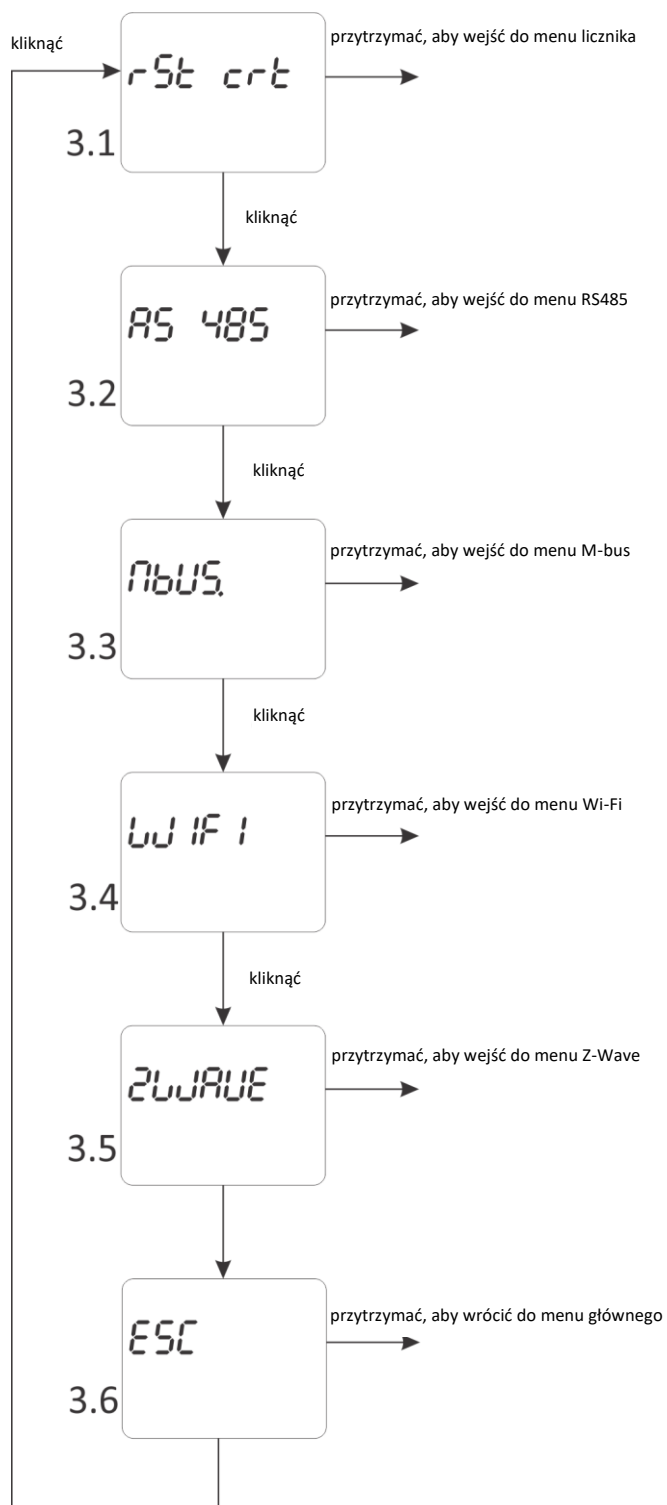 kliknąć
przytrzymać, aby wejść do menu licznika
rSt crt
3.1
kliknąć
przytrzymać, aby wejść do menu RS485
AS 485
3.2
kliknąć
przytrzymać, aby wejść do menu M-bus
MbUS.
3.3
kliknąć
przytrzymać, aby wejść do menu Wi-Fi
WIFI
3.4
kliknąć
przytrzymać, aby wejść do menu Z-Wave
ZWAVE
3.5
przytrzymać, aby wrócić do menu głównego
ESC
3.6